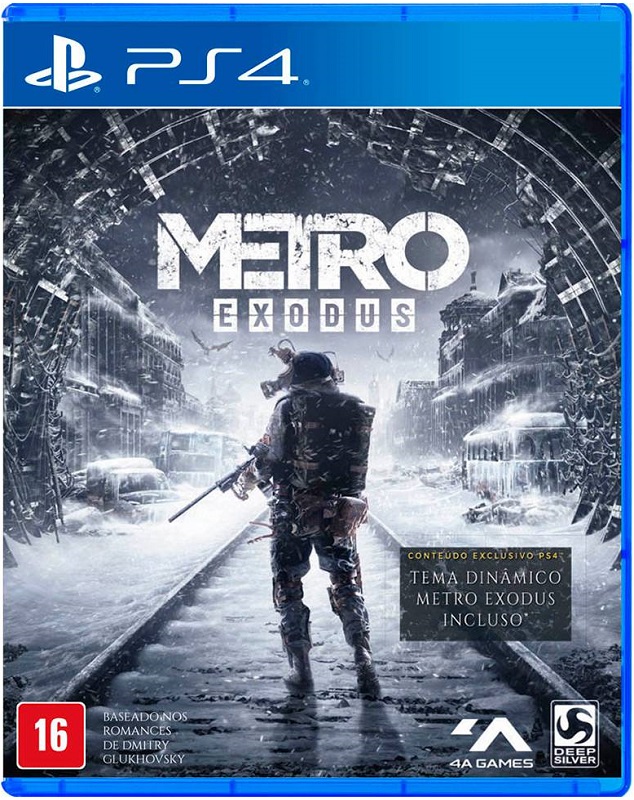 PS4
METRO
EXODUS
CONTEÚDO EXCLUSIVO PS4™
TEMA DINÂMICO
METRO EXODUS
INCLUSO*
16
BASEADO NOS
ROMANCES
DE DMITRY
GLUKHOVSKY
4A GAMES
DEEP
SILVER